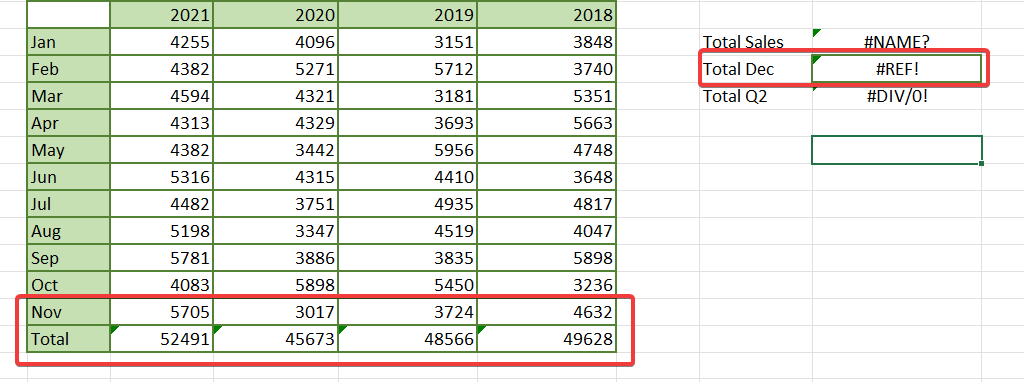 2021 2020 2019 2018
Jan 4255 4096 3151 3848 Total Sales #NAME?
Feb 4382 5271 5712 3740 Total Dec #REF!
Mar 4594 4321 3181 5351 Total Q2 #DIV/0!
Apr 4313 4329 3693 5663
May 4382 3442 5956 4748
Jun 5316 4315 4410 3648
Jul 4482 3751 4935 4817
Aug 5198 3347 4519 4047
Sep 5781 3886 3835 5898
Oct 4083 5898 5450 3236
Nov 5705 3017 3724 4632
Total 52491 45673 48566 49628